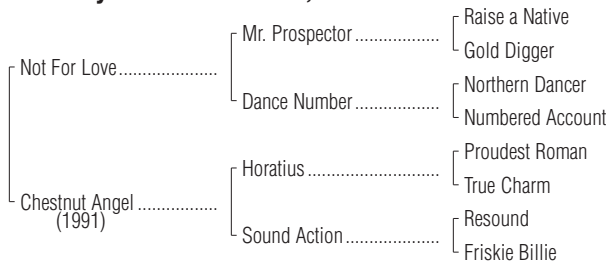 Raise a Native
Mr. Prospector..................
Gold Digger
Not For Love.....................
Northern Dancer
Dance Number..................
Numbered Account
Proudest Roman
Horatius ............................
True Charm
Chestnut Angel .................
(1991)
Resound
Sound Action....................
Friskie Billie